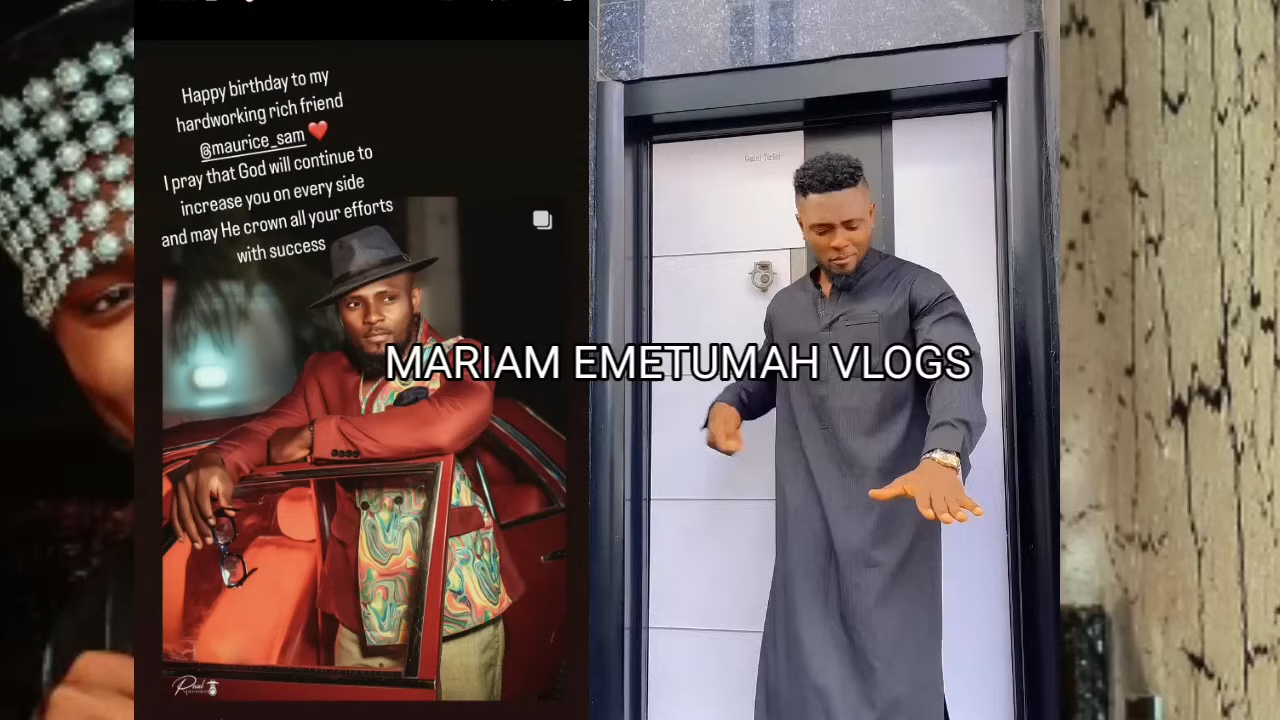 Happy birthday to my
hardworking rich friend
@maurice_sam ❤️
I pray that God will continue to
increase you on every side
and may He crown all your efforts
with success
MARIAM EMETUMAH VLOGS
Paul